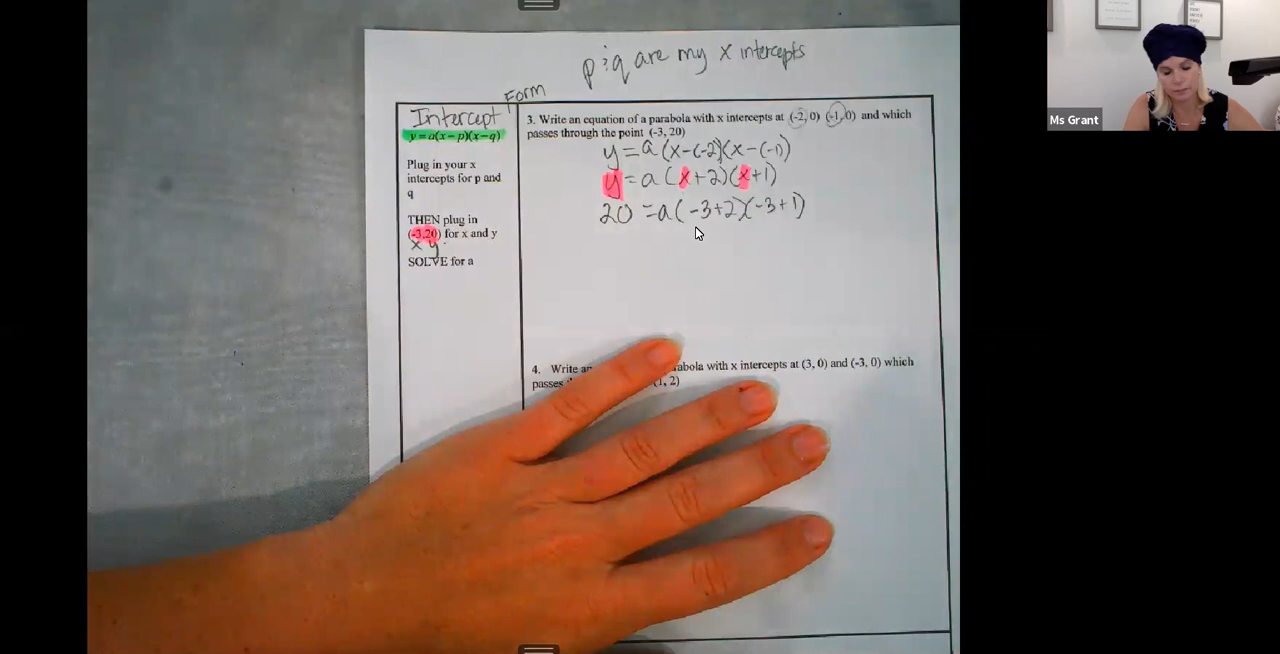 p ; q are my x intercepts
Intercept Form
y = a(x − p)(x − q)
Plug in your x
intercepts for p and
q
THEN plug in
(-3,20) for x and y
x y
SOLVE for a
3. Write an equation of a parabola with x intercepts at (-2, 0) (-1, 0) and which
passes through the point (-3, 20)
y = a (x-(-2)(x-(-1)
y = a (x+2)(x+1)
20 = a(-3+2)(-3+1)
4. Write an rabola with x intercepts at (3, 0) and (-3, 0) which
passes (1, 2)
Ms Grant